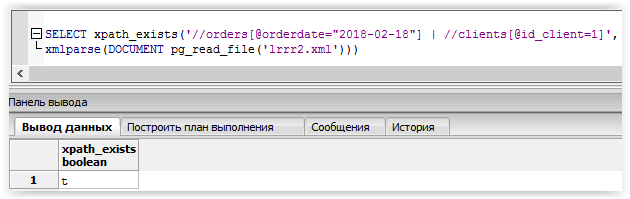 SELECT xpath_exists('//orders[@orderdate="2018-02-18"] | //clients[@id_client=1]',
xmlparse(DOCUMENT pg_read_file('lrrr2.xml')))
Панель вывода
Вывод данных Построить план выполнения Сообщения История
xpath_exists
boolean
1 t